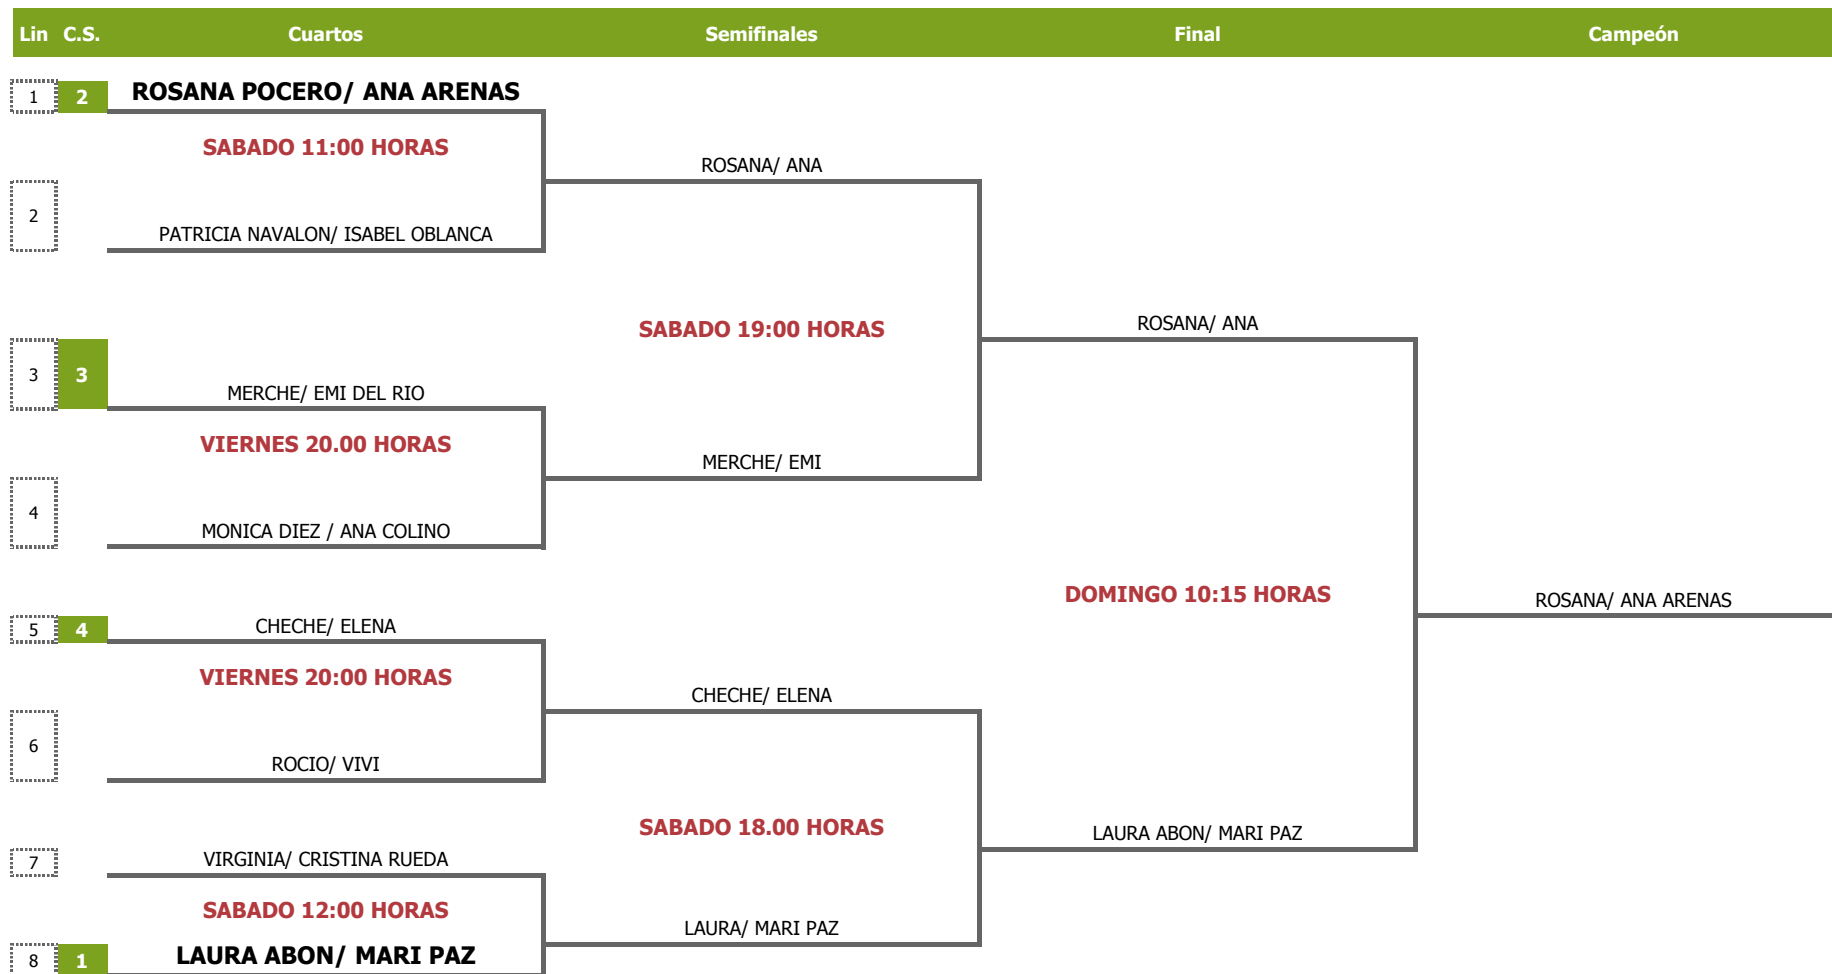 Lin C.S. Cuartos Semifinales Final Campeón
1 2 ROSANA POCERO/ ANA ARENAS
SABADO 11:00 HORAS
ROSANA/ ANA
2
PATRICIA NAVALON/ ISABEL OBLANCA
SABADO 19:00 HORAS
ROSANA/ ANA
3 3
MERCHE/ EMI DEL RIO
VIERNES 20.00 HORAS
MERCHE/ EMI
4
MONICA DIEZ / ANA COLINO
DOMINGO 10:15 HORAS
ROSANA/ ANA ARENAS
5 4 CHECHE/ ELENA
VIERNES 20:00 HORAS
CHECHE/ ELENA
6
ROCIO/ VIVI
SABADO 18.00 HORAS
LAURA ABON/ MARI PAZ
7 VIRGINIA/ CRISTINA RUEDA
SABADO 12:00 HORAS
LAURA/ MARI PAZ
8 1 LAURA ABON/ MARI PAZ